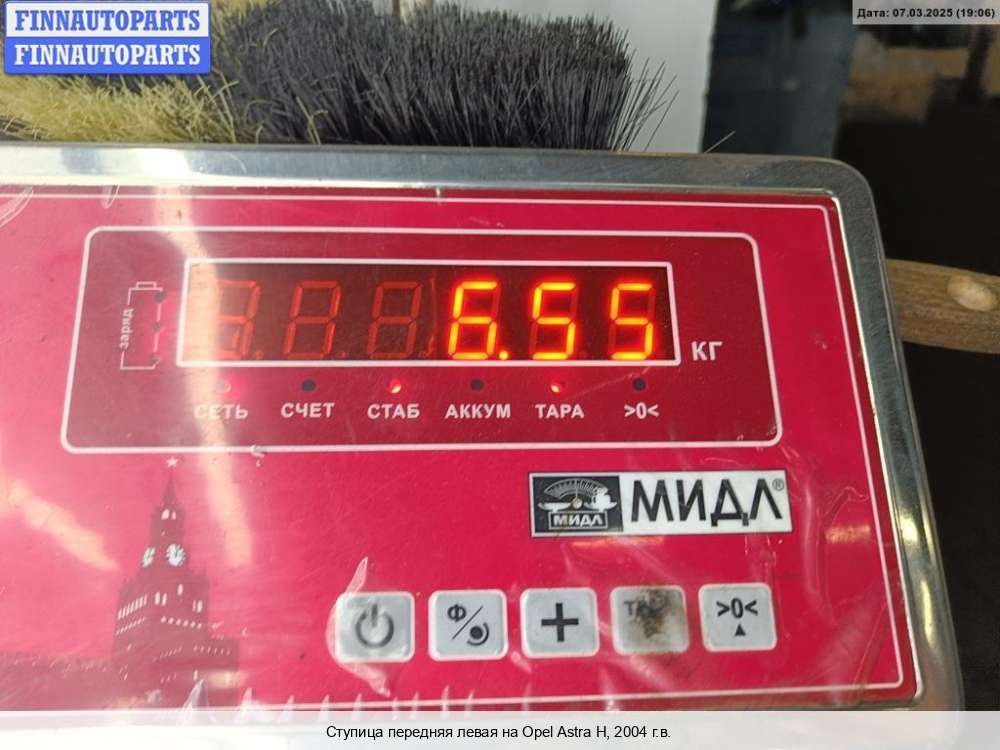 FINNAUTOPARTS
FINNAUTOPARTS
Дата: 07.03.2025 (19:06)
заряд
6.55
КГ
СЕТЬ СЧЕТ СТАБ АККУМ ТАРА >0<
МИДЛ
МИДЛ®
Ф/
>0<
Ступица передняя левая на Opel Astra H, 2004 г.в.